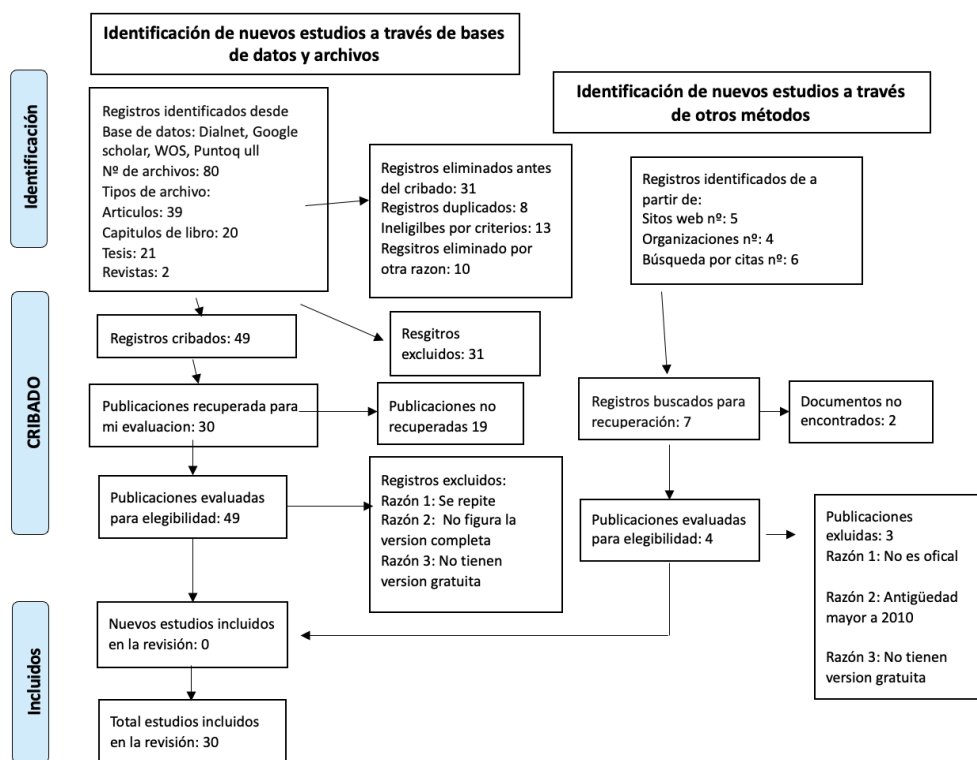 Identificación de nuevos estudios a través de bases
de datos y archivos
Identificación de nuevos estudios a través
de otros métodos
Identificación
Registros identificados desde
Base de datos: Dialnet, Google
scholar, WOS, Puntoq ull
Nº de archivos: 80
Tipos de archivo:
Articulos: 39
Capitulos de libro: 20
Tesis: 21
Revistas: 2
Registros eliminados antes
del cribado: 31
Registros duplicados: 8
Ineligilbes por criterios: 13
Regsitros eliminado por
otra razon: 10
Registros identificados de a
partir de:
Sitos web nº: 5
Organizaciones nº: 4
Búsqueda por citas nº: 6
CRIBADO
Registros cribados: 49
Resgitros
excluidos: 31
Publicaciones recuperada para
mi evaluacion: 30
Publicaciones no
recuperadas 19
Registros buscados para
recuperación: 7
Documentos no
encontrados: 2
Publicaciones evaluadas
para elegibilidad: 49
Registros excluidos:
Razón 1: Se repite
Razón 2: No figura la
version completa
Razón 3: No tienen
version gratuita
Publicaciones evaluadas
para elegibilidad: 4
Publicaciones
exluidas: 3
Razón 1: No es ofical
Razón 2: Antigüedad
mayor a 2010
Razón 3: No tienen
version gratuita
Incluidos
Nuevos estudios incluidos
en la revisión: 0
Total estudios incluidos
en la revisión: 30